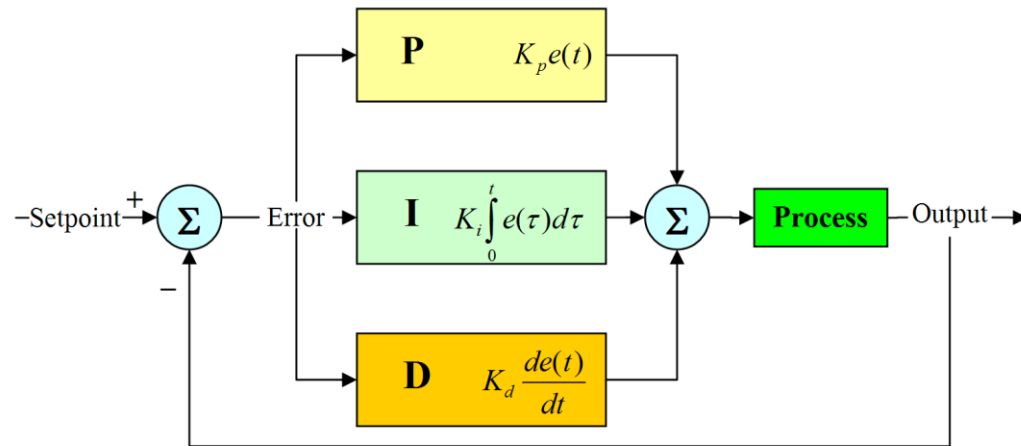 P K_p e(t)
+
Setpoint
Σ
Error
I K_i ∫_0^t e(τ)dτ
Σ
Process
Output
−
D K_d de(t)/dt